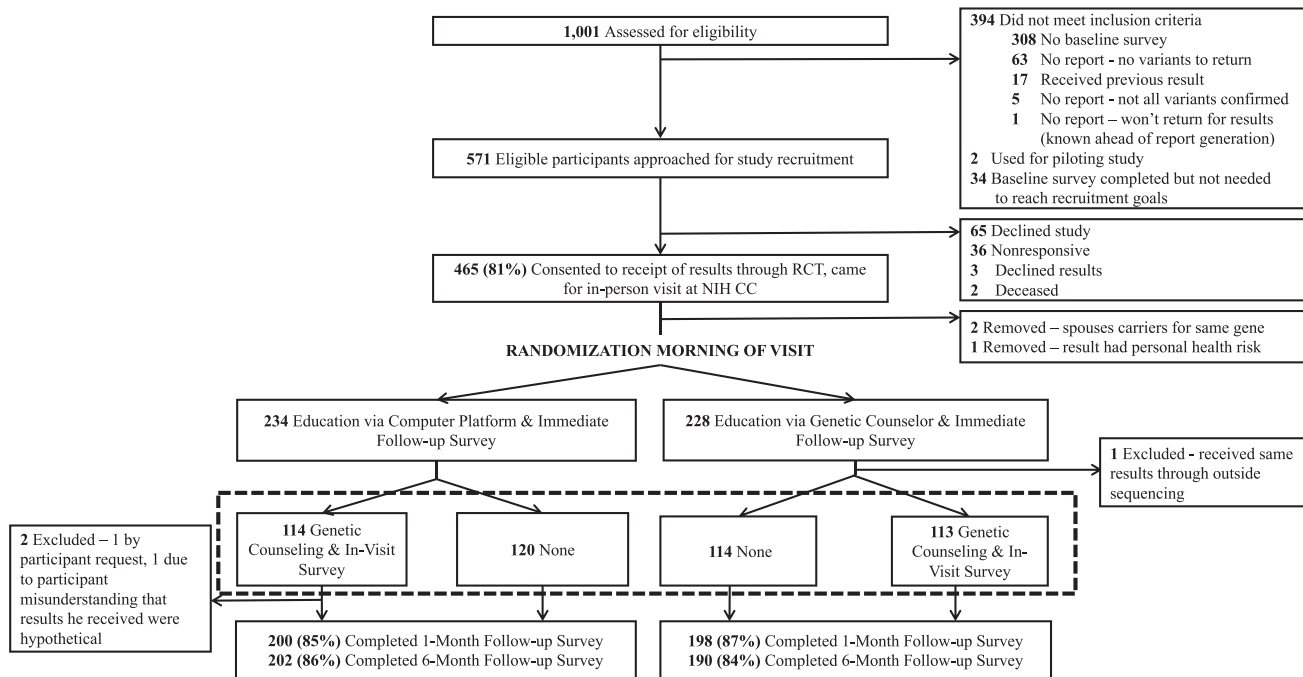 1,001 Assessed for eligibility
394 Did not meet inclusion criteria
308 No baseline survey
63 No report - no variants to return
17 Received previous result
5 No report - not all variants confirmed
1 No report – won't return for results
(known ahead of report generation)
2 Used for piloting study
34 Baseline survey completed but not needed
to reach recruitment goals
571 Eligible participants approached for study recruitment
65 Declined study
36 Nonresponsive
3 Declined results
2 Deceased
465 (81%) Consented to receipt of results through RCT, came
for in-person visit at NIH CC
2 Removed – spouses carriers for same gene
1 Removed – result had personal health risk
RANDOMIZATION MORNING OF VISIT
234 Education via Computer Platform & Immediate
Follow-up Survey
228 Education via Genetic Counselor & Immediate
Follow-up Survey
1 Excluded - received same
results through outside
sequencing
2 Excluded – 1 by
participant request, 1 due
to participant
misunderstanding that
results he received were
hypothetical
114 Genetic
Counseling & In-Visit
Survey
120 None
114 None
113 Genetic
Counseling & In-
Visit Survey
200 (85%) Completed 1-Month Follow-up Survey
202 (86%) Completed 6-Month Follow-up Survey
198 (87%) Completed 1-Month Follow-up Survey
190 (84%) Completed 6-Month Follow-up Survey